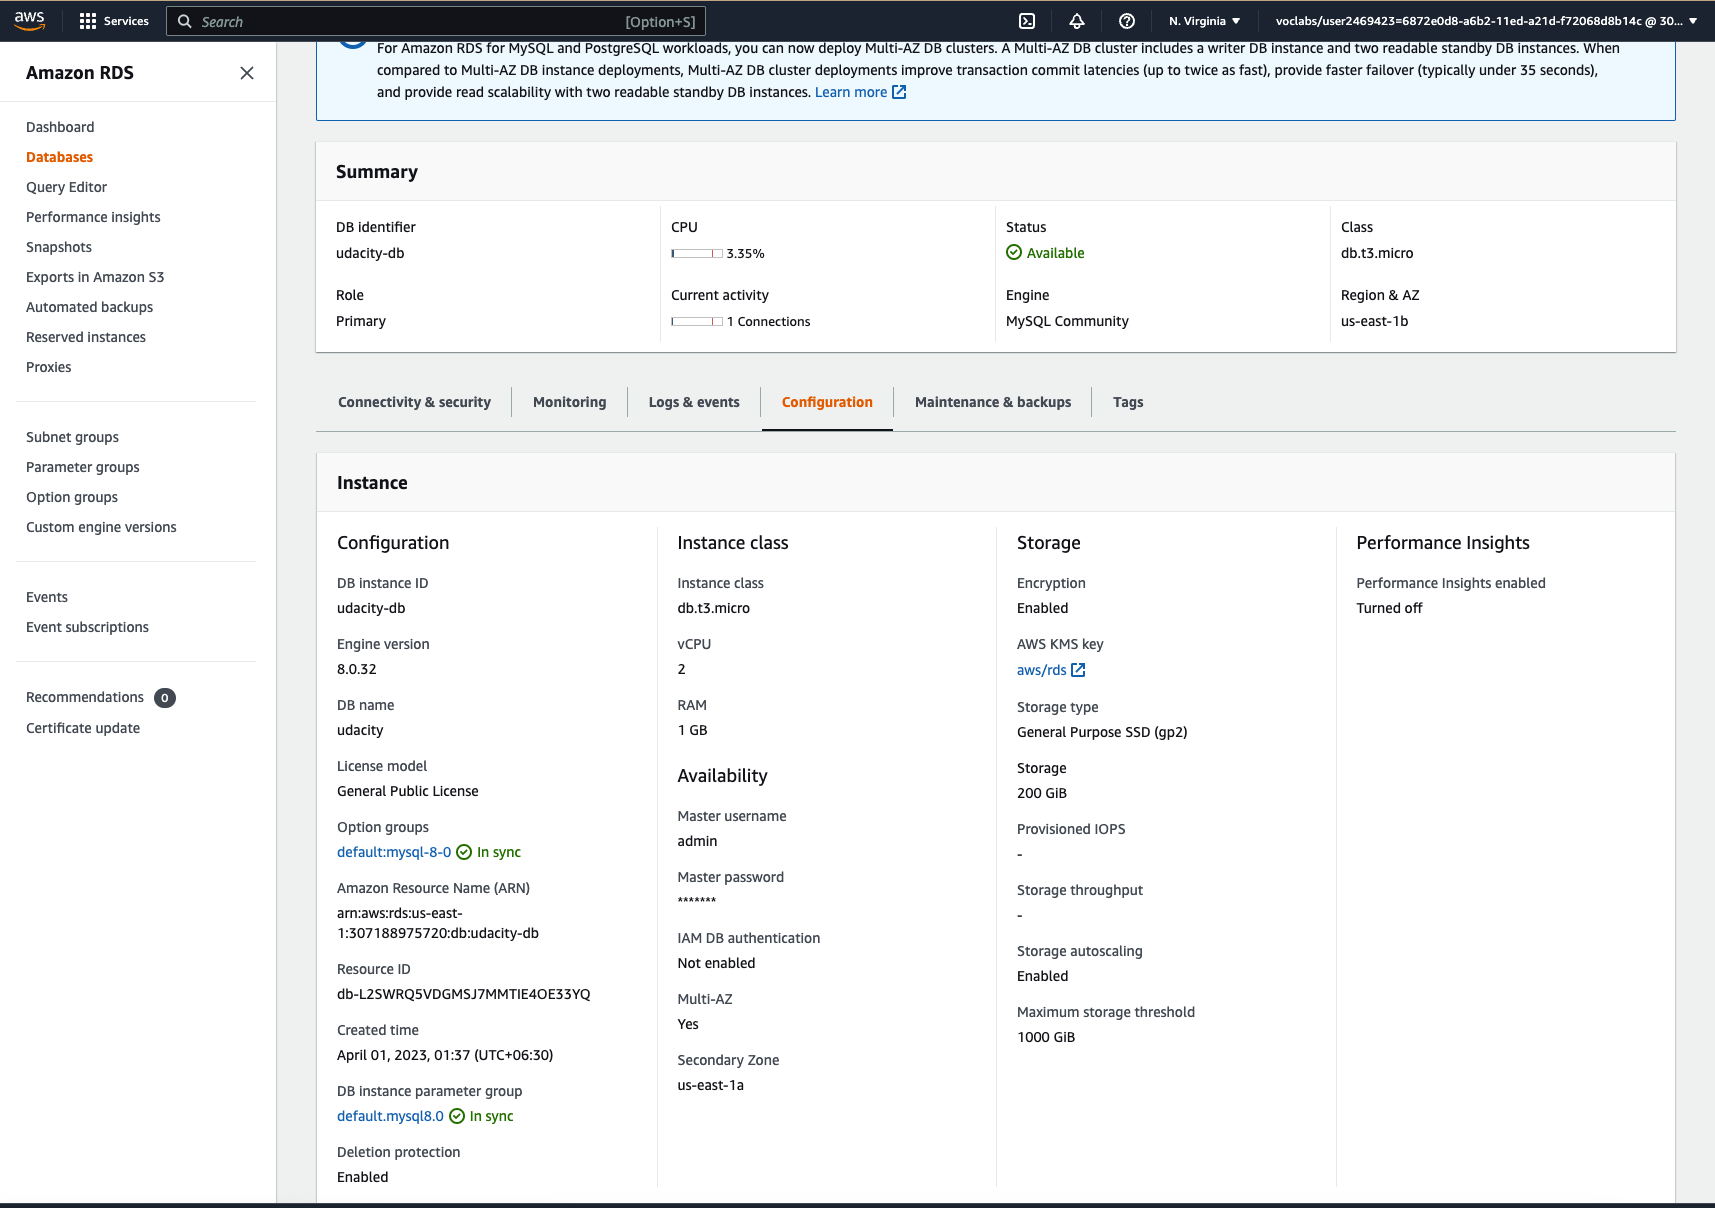 aws
Services
Search
[Option+S]
N. Virginia
voclabs/user2469423=6872e0d8-a6b2-11ed-a21d-f72068d8b14c @ 30...
Amazon RDS
Dashboard
Databases
Query Editor
Performance insights
Snapshots
Exports in Amazon S3
Automated backups
Reserved instances
Proxies
Subnet groups
Parameter groups
Option groups
Custom engine versions
Events
Event subscriptions
Recommendations 0
Certificate update
For Amazon RDS for MySQL and PostgreSQL workloads, you can now deploy Multi-AZ DB clusters. A Multi-AZ DB cluster includes a writer DB instance and two readable standby DB instances. When
compared to Multi-AZ DB instance deployments, Multi-AZ DB cluster deployments improve transaction commit latencies (up to twice as fast), provide faster failover (typically under 35 seconds),
and provide read scalability with two readable standby DB instances. Learn more
Summary
DB identifier
udacity-db
Role
Primary
CPU
3.35%
Current activity
1 Connections
Status
Available
Engine
MySQL Community
Class
db.t3.micro
Region & AZ
us-east-1b
Connectivity & security
Monitoring
Logs & events
Configuration
Maintenance & backups
Tags
Instance
Configuration
DB instance ID
udacity-db
Engine version
8.0.32
DB name
udacity
License model
General Public License
Option groups
default:mysql-8-0 In sync
Amazon Resource Name (ARN)
arn:aws:rds:us-east-
1:307188975720:db:udacity-db
Resource ID
db-L2SWRQ5VDGMSJ7MMTIE4OE33YQ
Created time
April 01, 2023, 01:37 (UTC+06:30)
DB instance parameter group
default.mysql8.0 In sync
Deletion protection
Enabled
Instance class
Instance class
db.t3.micro
vCPU
2
RAM
1 GB
Availability
Master username
admin
Master password
*******
IAM DB authentication
Not enabled
Multi-AZ
Yes
Secondary Zone
us-east-1a
Storage
Encryption
Enabled
AWS KMS key
aws/rds
Storage type
General Purpose SSD (gp2)
Storage
200 GiB
Provisioned IOPS
-
Storage throughput
-
Storage autoscaling
Enabled
Maximum storage threshold
1000 GiB
Performance Insights
Performance Insights enabled
Turned off